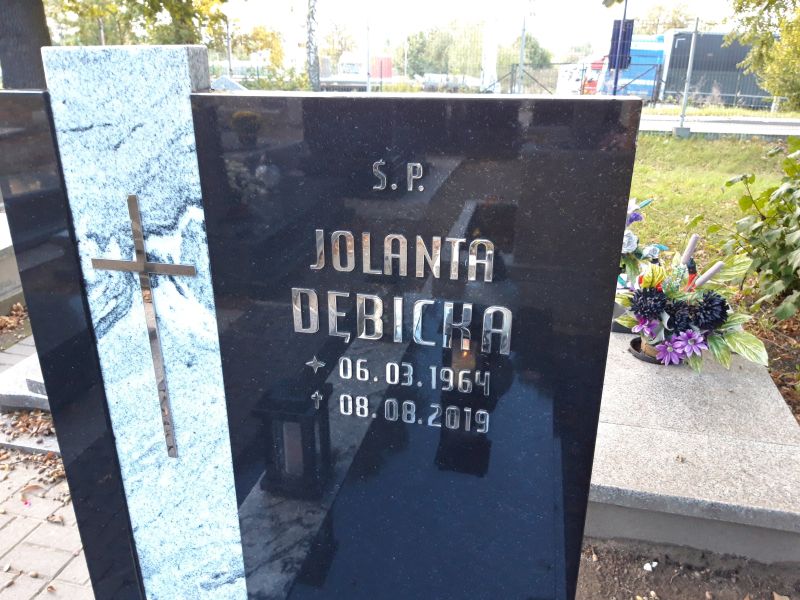 Ś.P.
JOLANTA
DĘBICKA
06.03.1964
08.08.2019